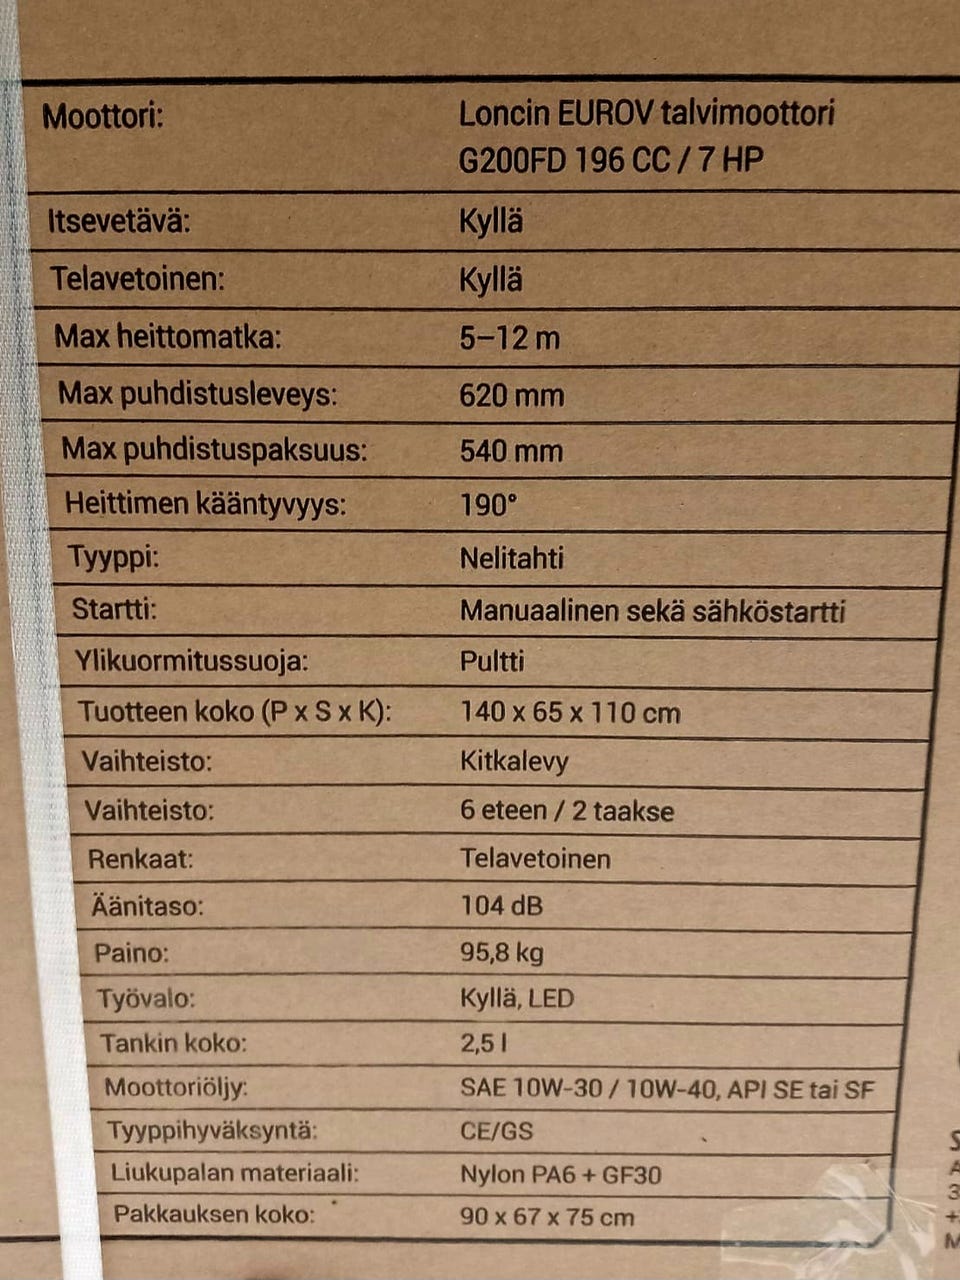 Moottori: Loncin EUROV talvimoottori
G200FD 196 CC / 7 HP
Itsevetävä: Kyllä
Telavetoinen: Kyllä
Max heittomatka: 5–12 m
Max puhdistusleveys: 620 mm
Max puhdistuspaksuus: 540 mm
Heittimen kääntyvyys: 190°
Tyyppi: Nelitahti
Startti: Manuaalinen sekä sähköstartti
Ylikuormitussuoja: Pultti
Tuotteen koko (P x S x K): 140 x 65 x 110 cm
Vaihteisto: Kitkalevy
Vaihteisto: 6 eteen / 2 taakse
Renkaat: Telavetoinen
Äänitaso: 104 dB
Paino: 95,8 kg
Työvalo: Kyllä, LED
Tankin koko: 2,5 l
Moottoriöljy: SAE 10W-30 / 10W-40, API SE tai SF
Tyyppihyväksyntä: CE/GS
Liukupalan materiaali: Nylon PA6 + GF30
Pakkauksen koko: 90 x 67 x 75 cm